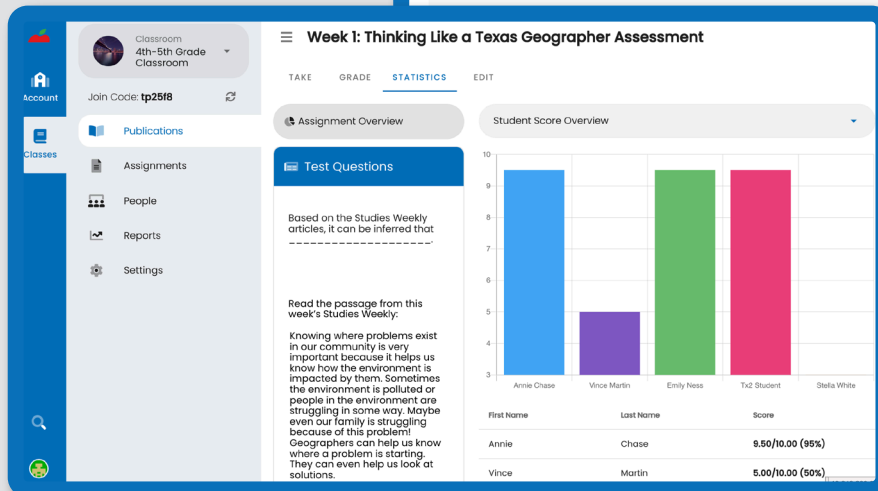 Account
Classes
Classroom
4th-5th Grade
Classroom
Join Code: tp25f8
Publications
Assignments
People
Reports
Settings
Week 1: Thinking Like a Texas Geographer Assessment
TAKE GRADE STATISTICS EDIT
Assignment Overview
Test Questions
Based on the Studies Weekly
articles, it can be inferred that
____________________.
Read the passage from this
week's Studies Weekly:
Knowing where problems exist
in our community is very
important because it helps us
know how the environment is
impacted by them. Sometimes
the environment is polluted or
people in the environment are
struggling in some way. Maybe
even our family is struggling
because of this problem!
Geographers can help us know
where a problem is starting.
They can even help us look at
solutions.
Student Score Overview
10
9
8
7
6
5
4
3
Annie Chase Vince Martin Emily Ness Tx2 Student Stella White
First Name Last Name Score
Annie Chase 9.50/10.00 (95%)
Vince Martin 5.00/10.00 (50%)